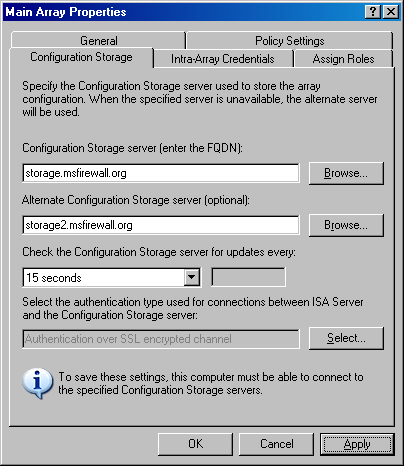 Main Array Properties
General
Policy Settings
Configuration Storage
Intra-Array Credentials
Assign Roles
Specify the Configuration Storage server used to store the array
configuration. When the specified server is unavailable, the alternate server
will be used.
Configuration Storage server (enter the FQDN):
storage.msfirewall.org
Browse...
Alternate Configuration Storage server (optional):
storage2.msfirewall.org
Browse...
Check the Configuration Storage server for updates every:
15 seconds
Select the authentication type used for connections between ISA Server
and the Configuration Storage server:
Authentication over SSL encrypted channel
Select...
To save these settings, this computer must be able to connect to
the specified Configuration Storage servers.
OK
Cancel
Apply